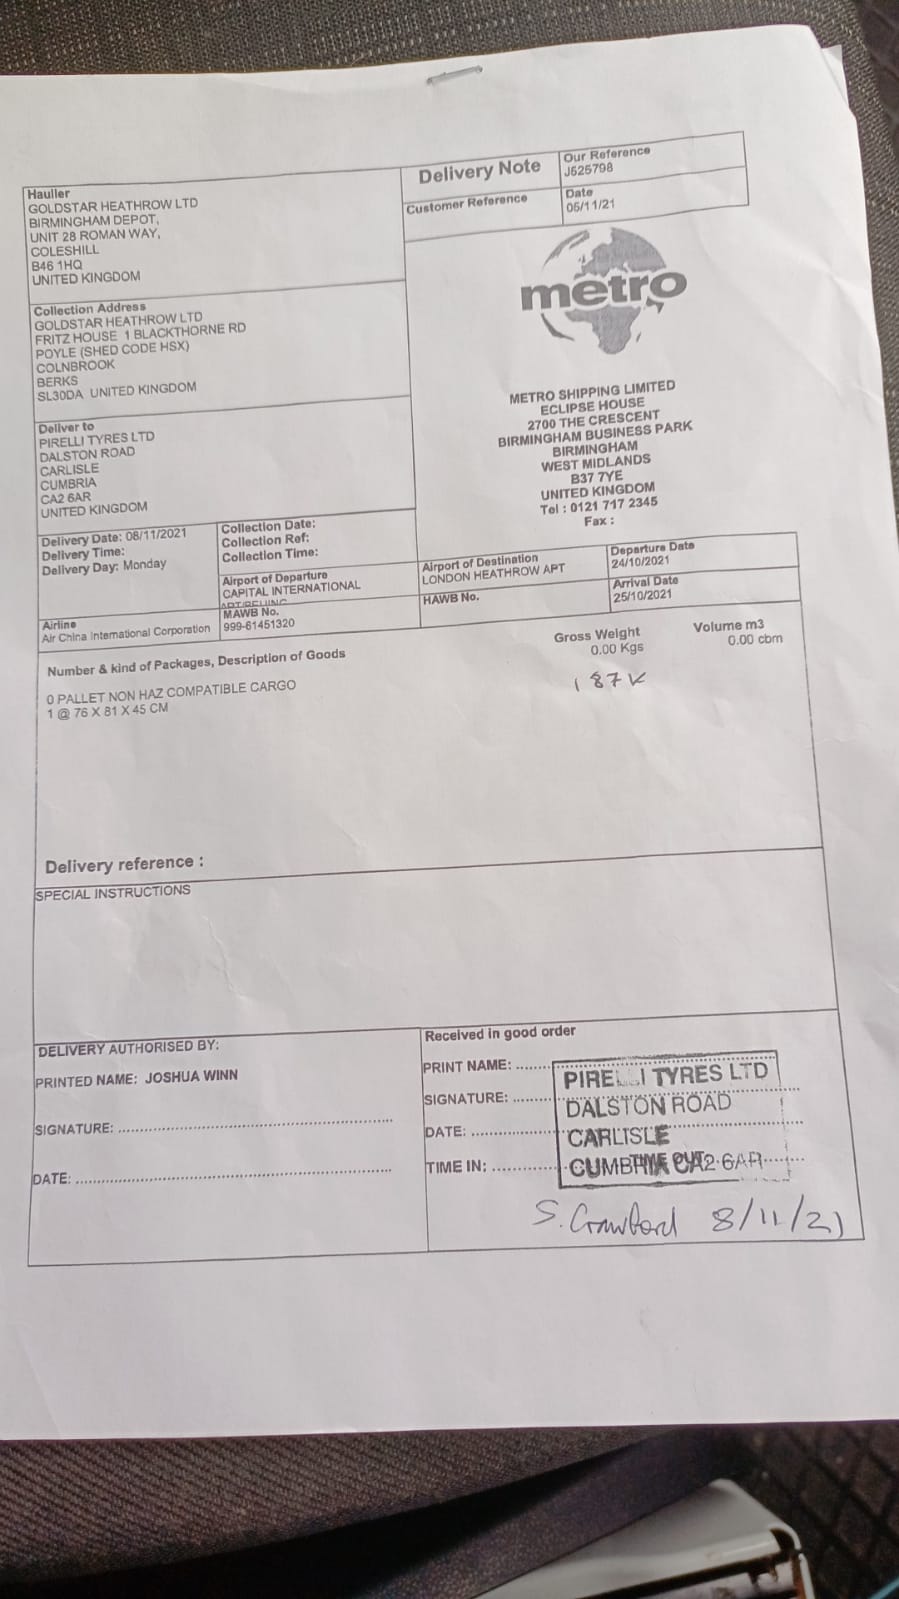 Delivery Note
Our Reference
J525798
Customer Reference
Date
05/11/21
Haulier
GOLDSTAR HEATHROW LTD
BIRMINGHAM DEPOT,
UNIT 28 ROMAN WAY,
COLESHILL
B46 1HQ
UNITED KINGDOM
Collection Address
GOLDSTAR HEATHROW LTD
FRITZ HOUSE 1 BLACKTHORNE RD
POYLE (SHED CODE HSX)
COLNBROOK
BERKS
SL30DA UNITED KINGDOM
Deliver to
PIRELLI TYRES LTD
DALSTON ROAD
CARLISLE
CUMBRIA
CA2 6AR
UNITED KINGDOM
metro
METRO SHIPPING LIMITED
ECLIPSE HOUSE
2700 THE CRESCENT
BIRMINGHAM BUSINESS PARK
BIRMINGHAM
WEST MIDLANDS
B37 7YE
UNITED KINGDOM
Tel : 0121 717 2345
Fax :
Delivery Date: 08/11/2021
Delivery Time:
Delivery Day: Monday
Collection Date:
Collection Ref:
Collection Time:
Airport of Departure
CAPITAL INTERNATIONAL
Airport of Destination
LONDON HEATHROW APT
Departure Date
24/10/2021
Airline
Air China International Corporation
MAWB No.
999-61451320
HAWB No.
Arrival Date
25/10/2021
Number & kind of Packages, Description of Goods
Gross Weight
0.00 Kgs
Volume m3
0.00 cbm
187K
0 PALLET NON HAZ COMPATIBLE CARGO
1 @ 76 X 81 X 45 CM
Delivery reference :
SPECIAL INSTRUCTIONS
DELIVERY AUTHORISED BY:
PRINTED NAME: JOSHUA WINN
SIGNATURE:
DATE:
Received in good order
PRINT NAME:
SIGNATURE:
DATE:
TIME IN:
TIME OUT
PIRELLI TYRES LTD
DALSTON ROAD
CARLISLE
CUMBRIA CA2 6AR
S. Crawford 8/11/21